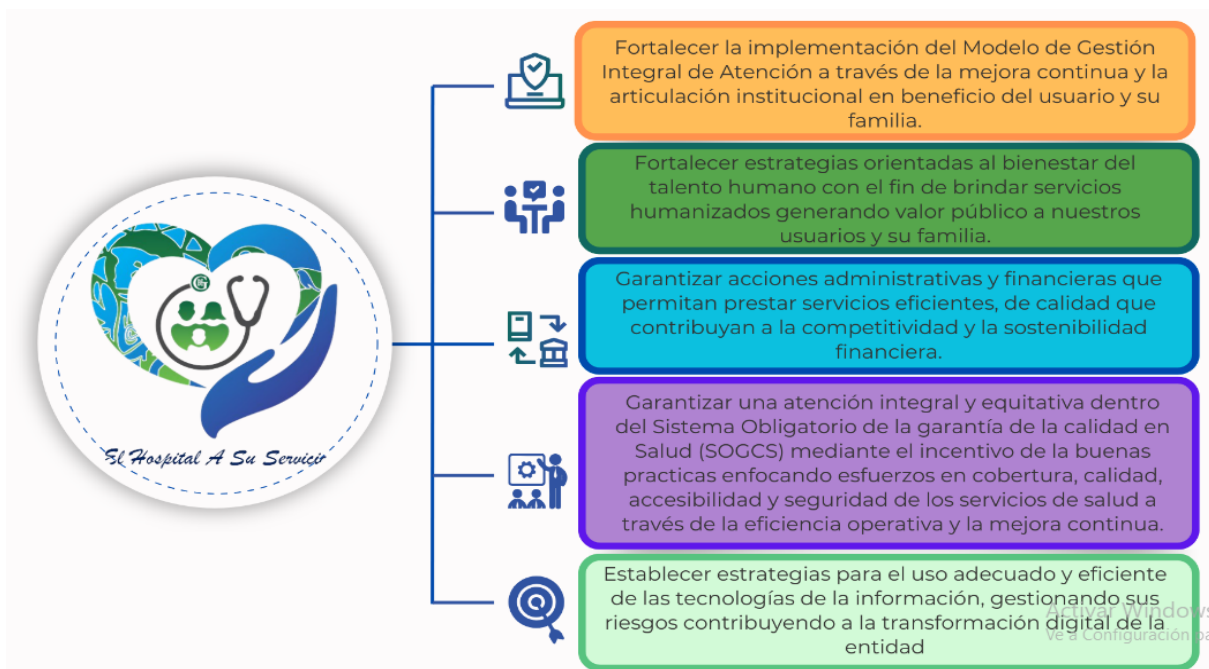 Fortalecer la implementación del Modelo de Gestión
Integral de Atención a través de la mejora continua y la
articulación institucional en beneficio del usuario y su
familia.
Fortalecer estrategias orientadas al bienestar del
talento humano con el fin de brindar servicios
humanizados generando valor público a nuestros
usuarios y su familia.
Garantizar acciones administrativas y financieras que
permitan prestar servicios eficientes, de calidad que
contribuyan a la competitividad y la sostenibilidad
financiera.
Garantizar una atención integral y equitativa dentro
del Sistema Obligatorio de la garantía de la calidad en
Salud (SOGCS) mediante el incentivo de la buenas
practicas enfocando esfuerzos en cobertura, calidad,
accesibilidad y seguridad de los servicios de salud a
través de la eficiencia operativa y la mejora continua.
Establecer estrategias para el uso adecuado y eficiente
de las tecnologías de la información, gestionando sus
riesgos contribuyendo a la transformación digital de la
entidad
El Hospital A Su Servicio
Activar Windows
Ve a Configuración pa